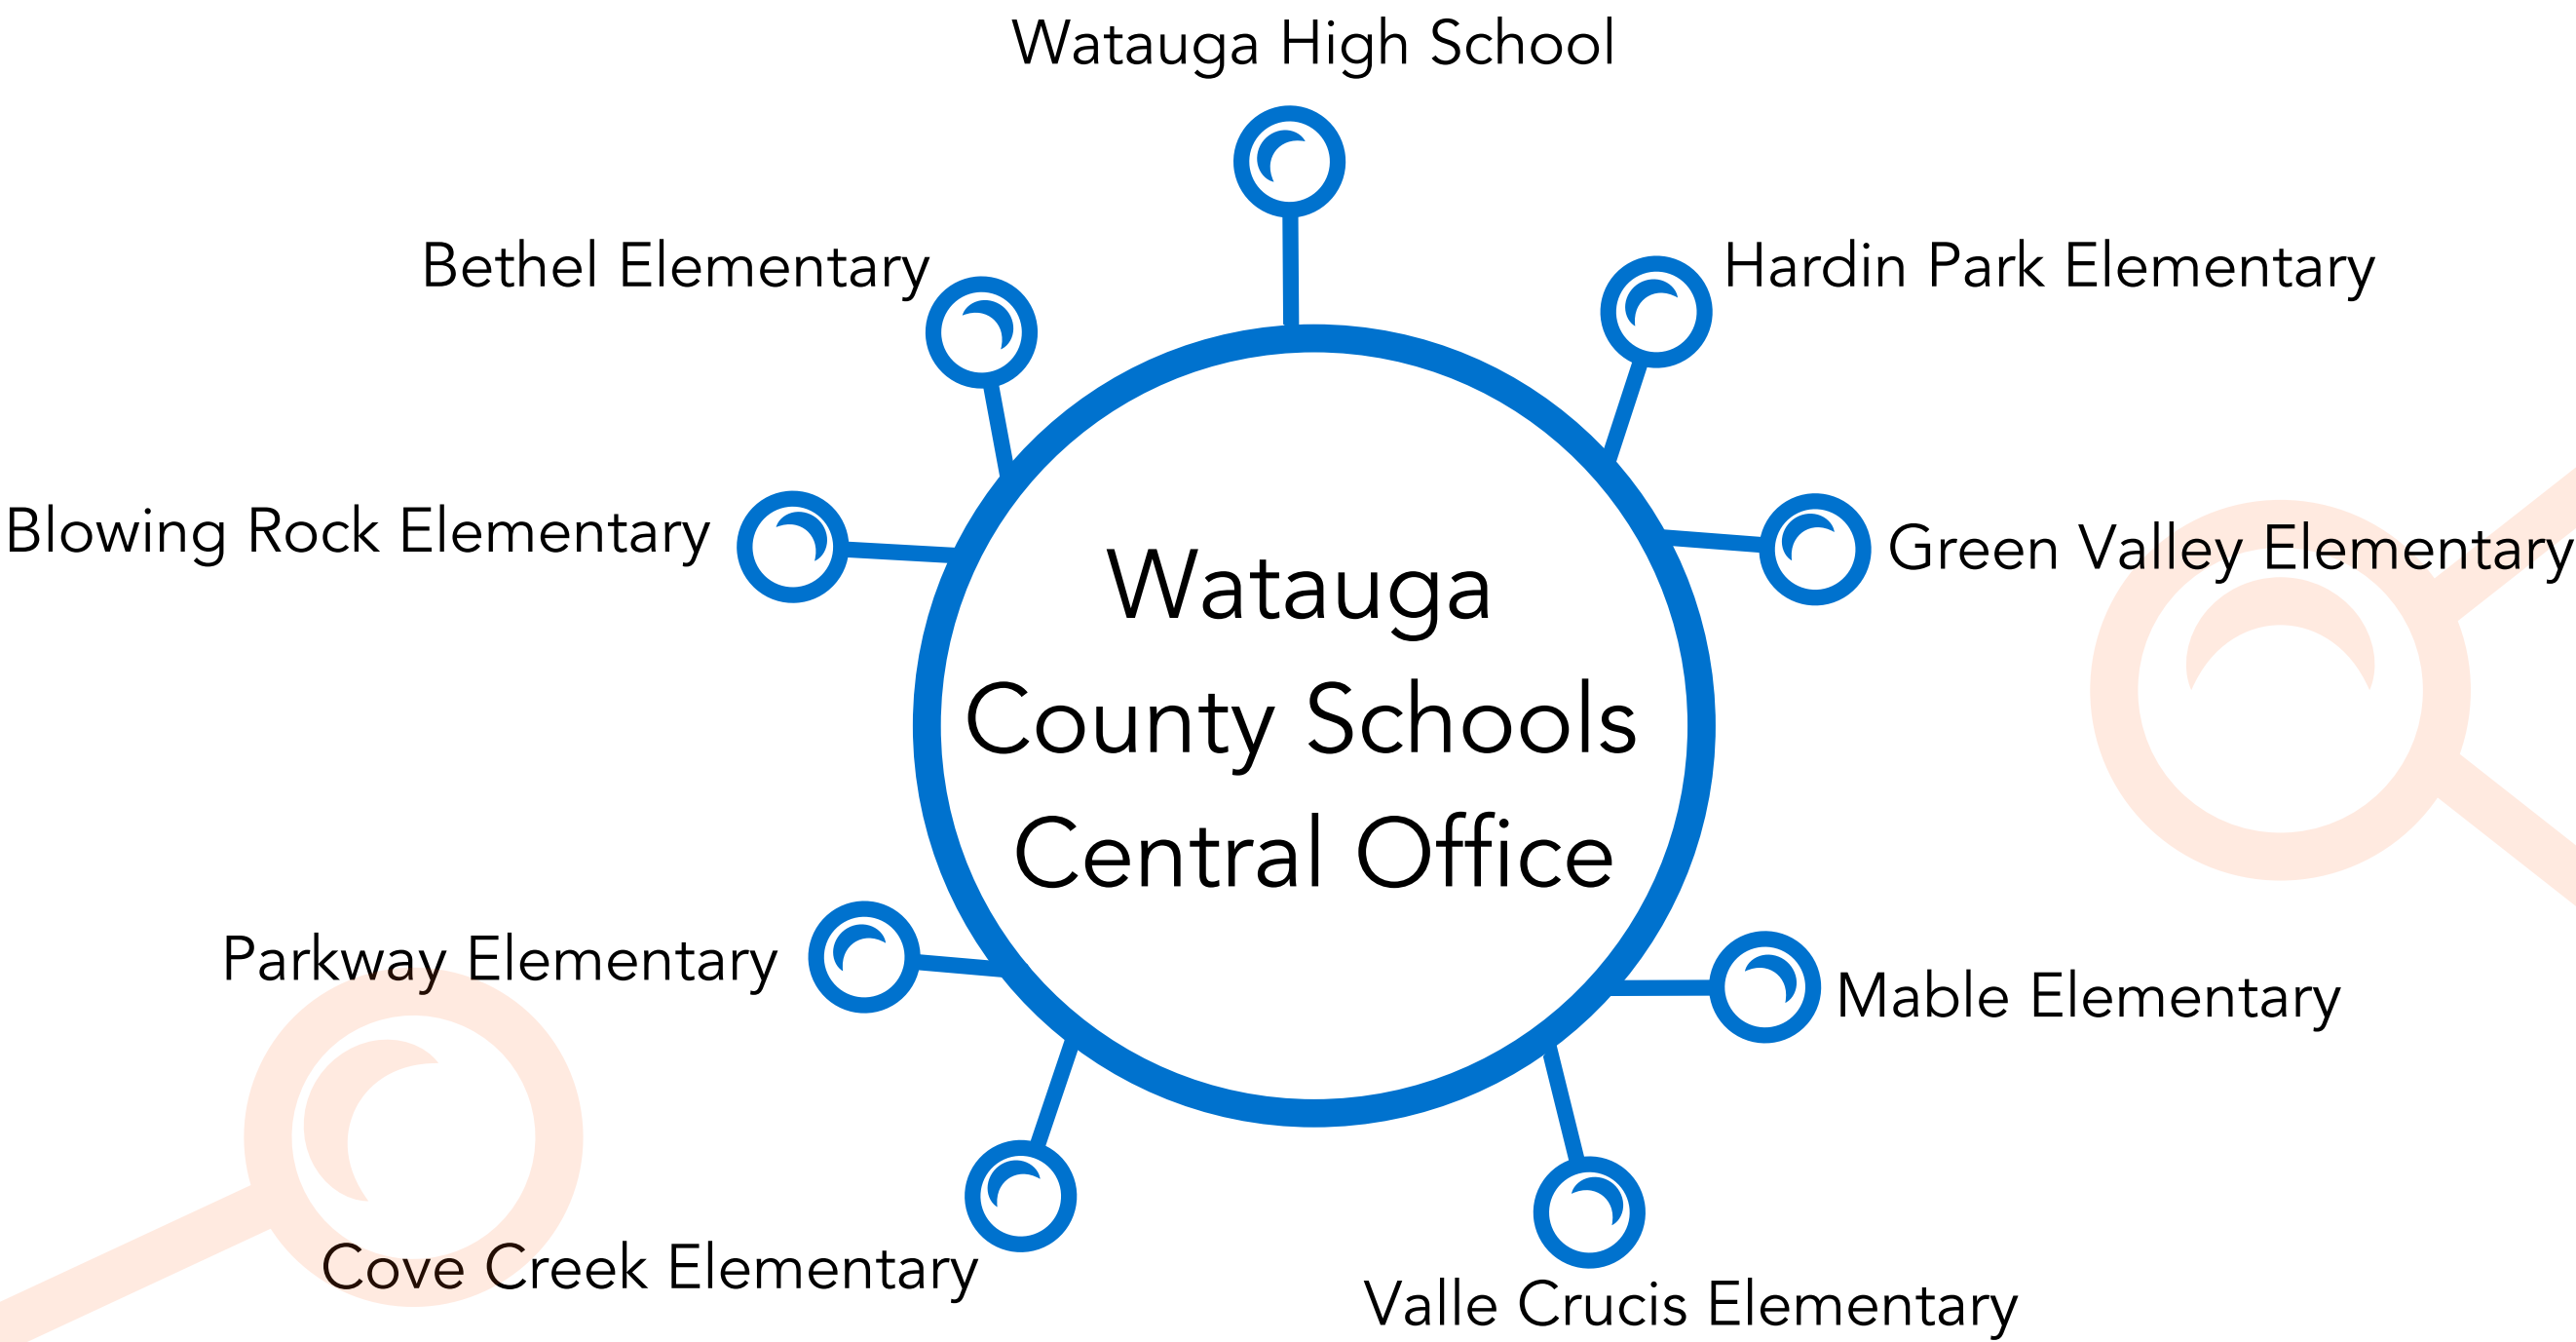 Watauga High School
Bethel Elementary
Hardin Park Elementary
Blowing Rock Elementary
Green Valley Elementary
Watauga
County Schools
Central Office
Parkway Elementary
Mable Elementary
Cove Creek Elementary
Valle Crucis Elementary